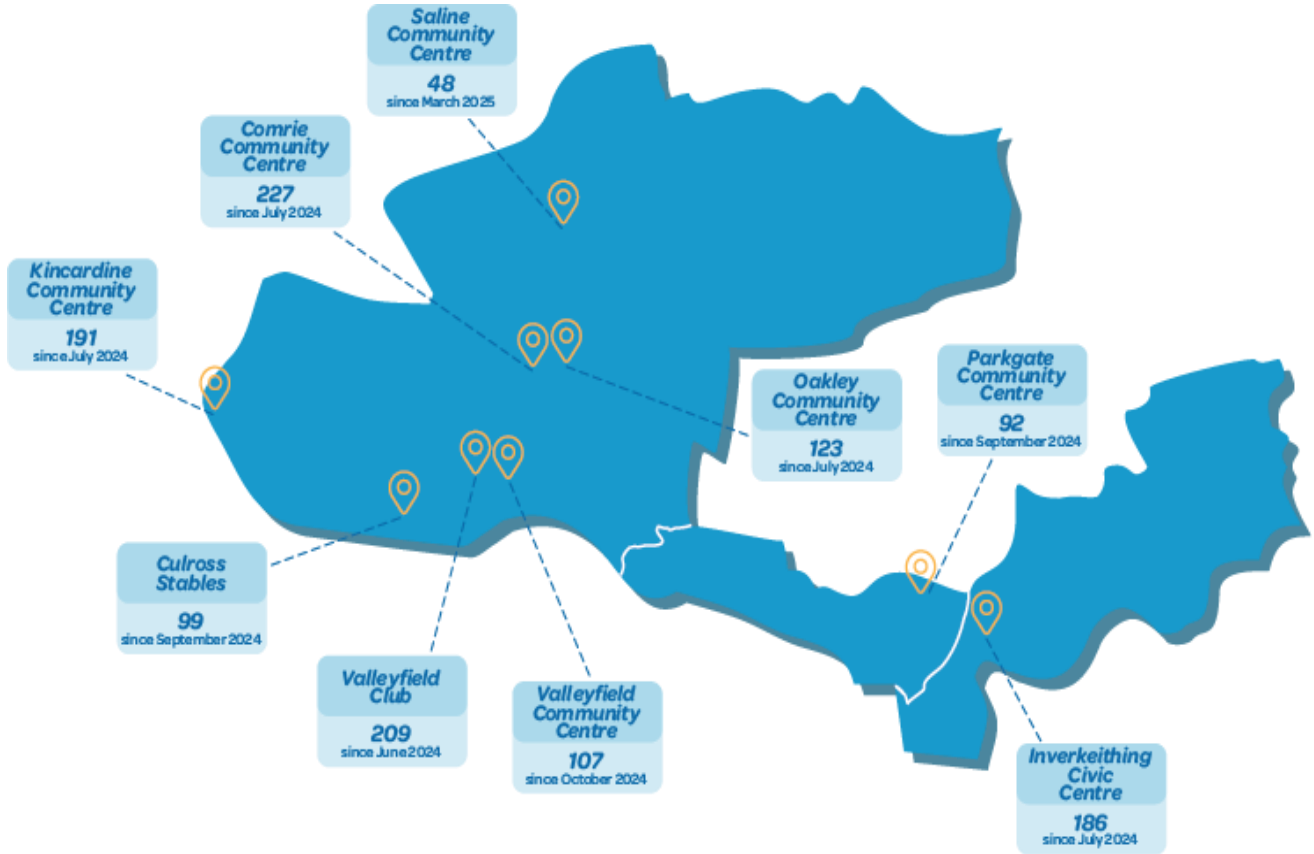 Saline
Community
Centre
48
since March 2025
Comrie
Community
Centre
227
since July 2024
Kincardine
Community
Centre
191
since July 2024
Oakley
Community
Centre
123
since July 2024
Parkgate
Community
Centre
92
since September 2024
Culross
Stables
99
since September 2024
Valleyfield
Club
209
since June 2024
Valleyfield
Community
Centre
107
since October 2024
Inverkeithing
Civic
Centre
186
since July 2024